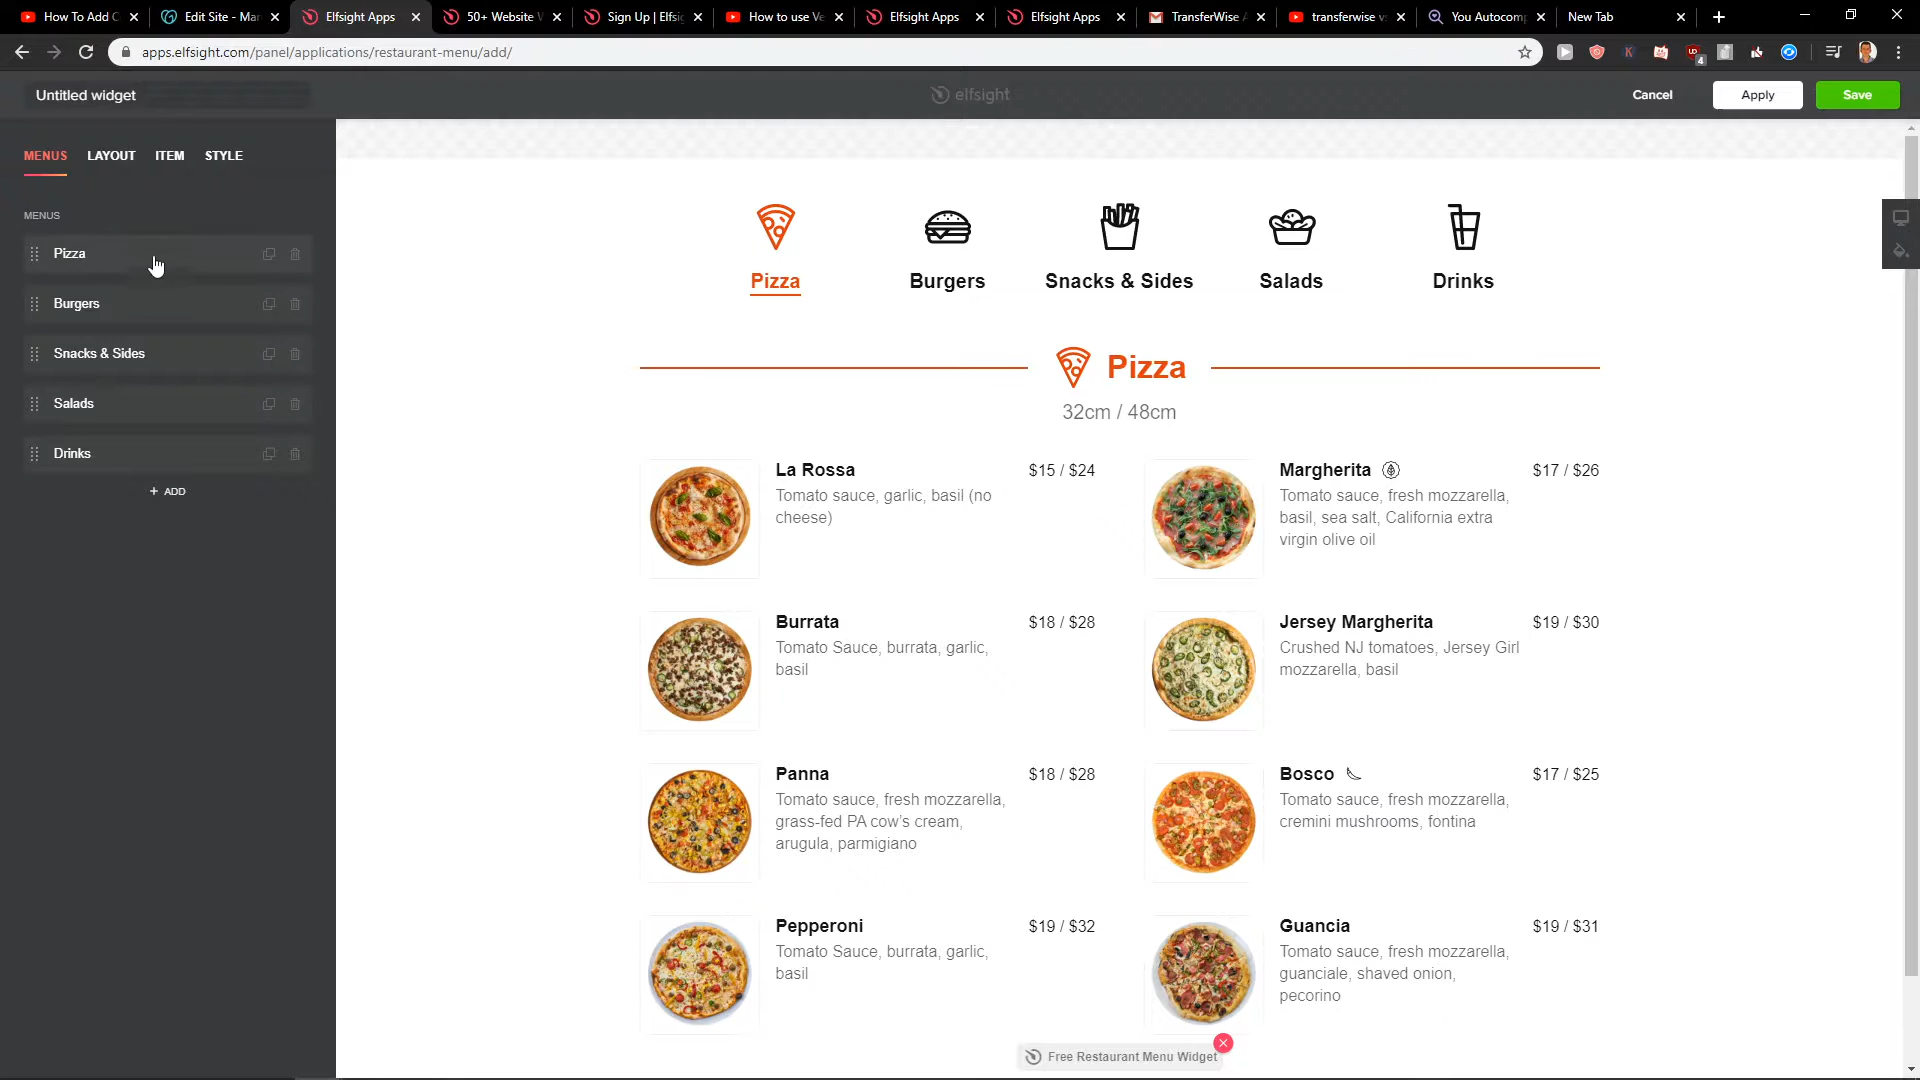 How To Add C
Edit Site - Mar
Elfsight Apps
50+ Website W
Sign Up | Elfsig
How to use Ve
Elfsight Apps
Elfsight Apps
TransferWise A
transferwise vs
You Autocomp
New Tab
apps.elfsight.com/panel/applications/restaurant-menu/add/
4
Untitled widget
elfsight
Cancel
Apply
Save
MENUS
LAYOUT
ITEM
STYLE
MENUS
Pizza
Burgers
Snacks & Sides
Salads
Drinks
+ ADD
Pizza
Burgers
Snacks & Sides
Salads
Drinks
Pizza
32cm / 48cm
La Rossa
$15 / $24
Tomato sauce, garlic, basil (no
cheese)
Margherita
$17 / $26
Tomato sauce, fresh mozzarella,
basil, sea salt, California extra
virgin olive oil
Burrata
$18 / $28
Tomato Sauce, burrata, garlic,
basil
Jersey Margherita
$19 / $30
Crushed NJ tomatoes, Jersey Girl
mozzarella, basil
Panna
$18 / $28
Tomato sauce, fresh mozzarella,
grass-fed PA cow's cream,
arugula, parmigiano
Bosco
$17 / $25
Tomato sauce, fresh mozzarella,
cremini mushrooms, fontina
Pepperoni
$19 / $32
Tomato Sauce, burrata, garlic,
basil
Guancia
$19 / $31
Tomato sauce, fresh mozzarella,
guanciale, shaved onion,
pecorino
Free Restaurant Menu Widget